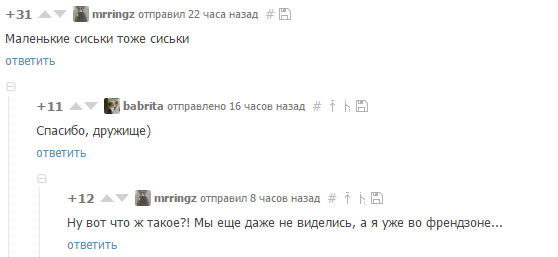 +31 mrringz отправил 22 часа назад #
Маленькие сиськи тоже сиськи
ответить
+11 babrita отправлено 16 часов назад #
Спасибо, дружище)
ответить
+12 mrringz отправил 8 часов назад #
Ну вот что ж такое?! Мы еще даже не виделись, а я уже во френдзоне...
ответить